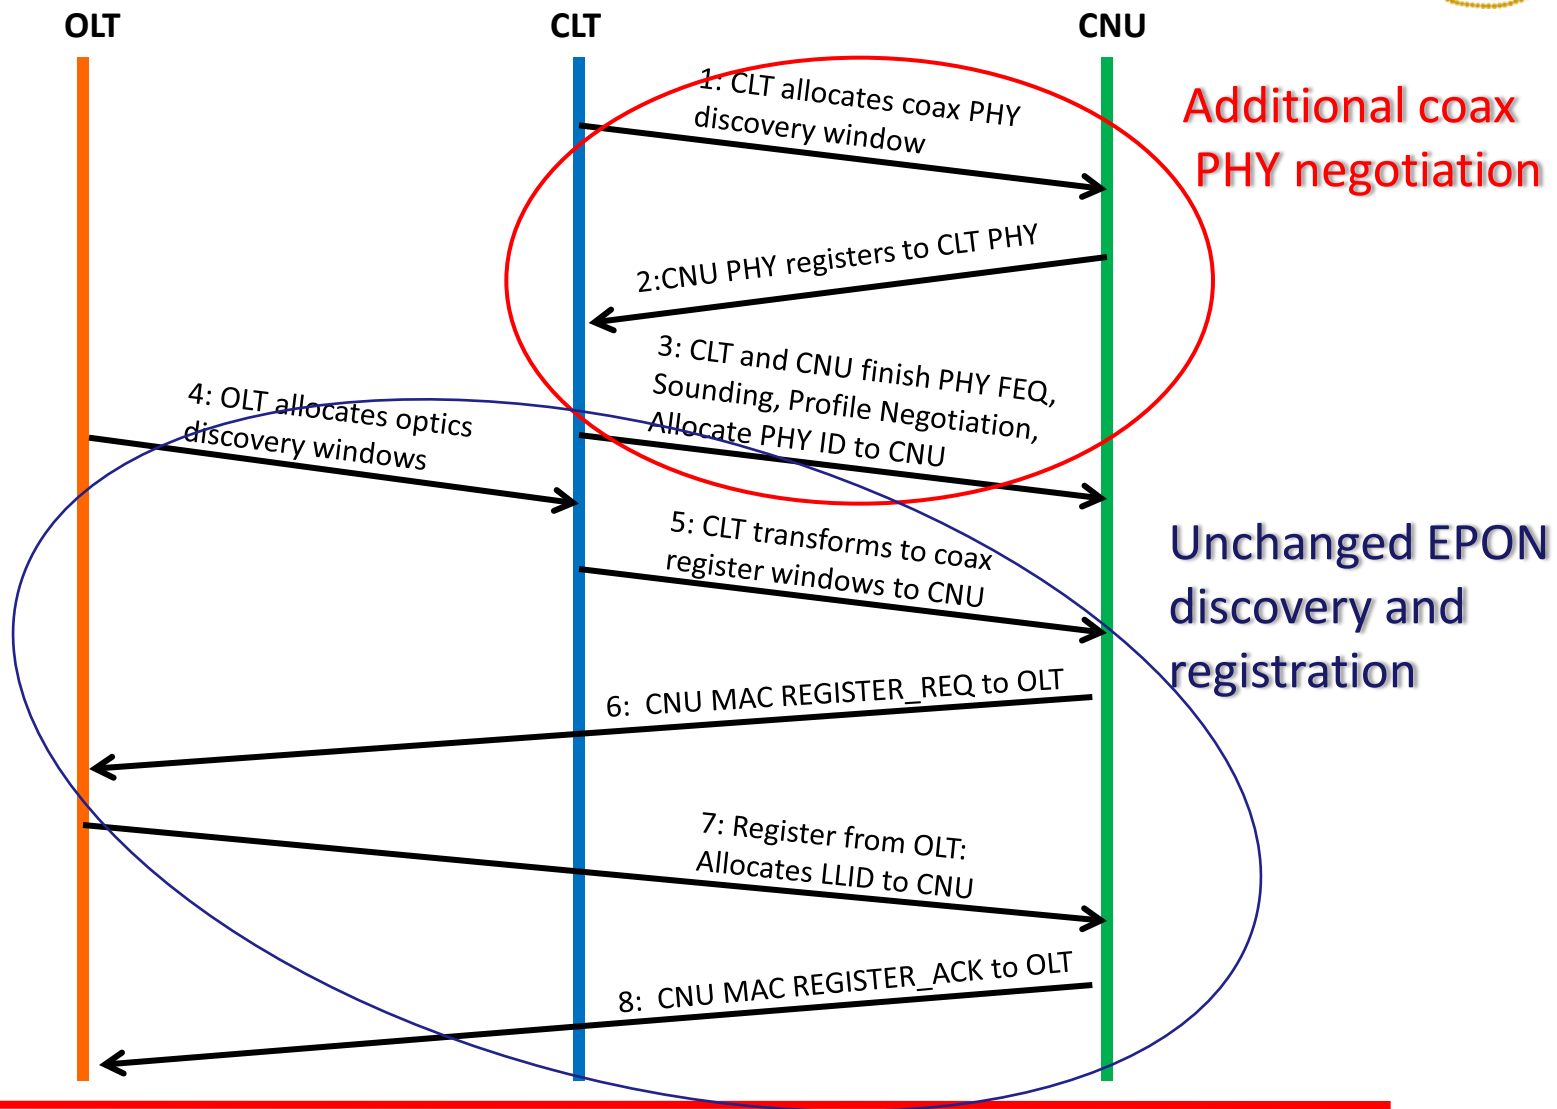 OLT
CLT
CNU
1: CLT allocates coax PHY
discovery window
Additional coax
PHY negotiation
2:CNU PHY registers to CLT PHY
3: CLT and CNU finish PHY FEQ,
Sounding, Profile Negotiation,
Allocate PHY ID to CNU
4: OLT allocates optics
discovery windows
5: CLT transforms to coax
register windows to CNU
Unchanged EPON
discovery and
registration
6: CNU MAC REGISTER_REQ to OLT
7: Register from OLT:
Allocates LLID to CNU
8: CNU MAC REGISTER_ACK to OLT